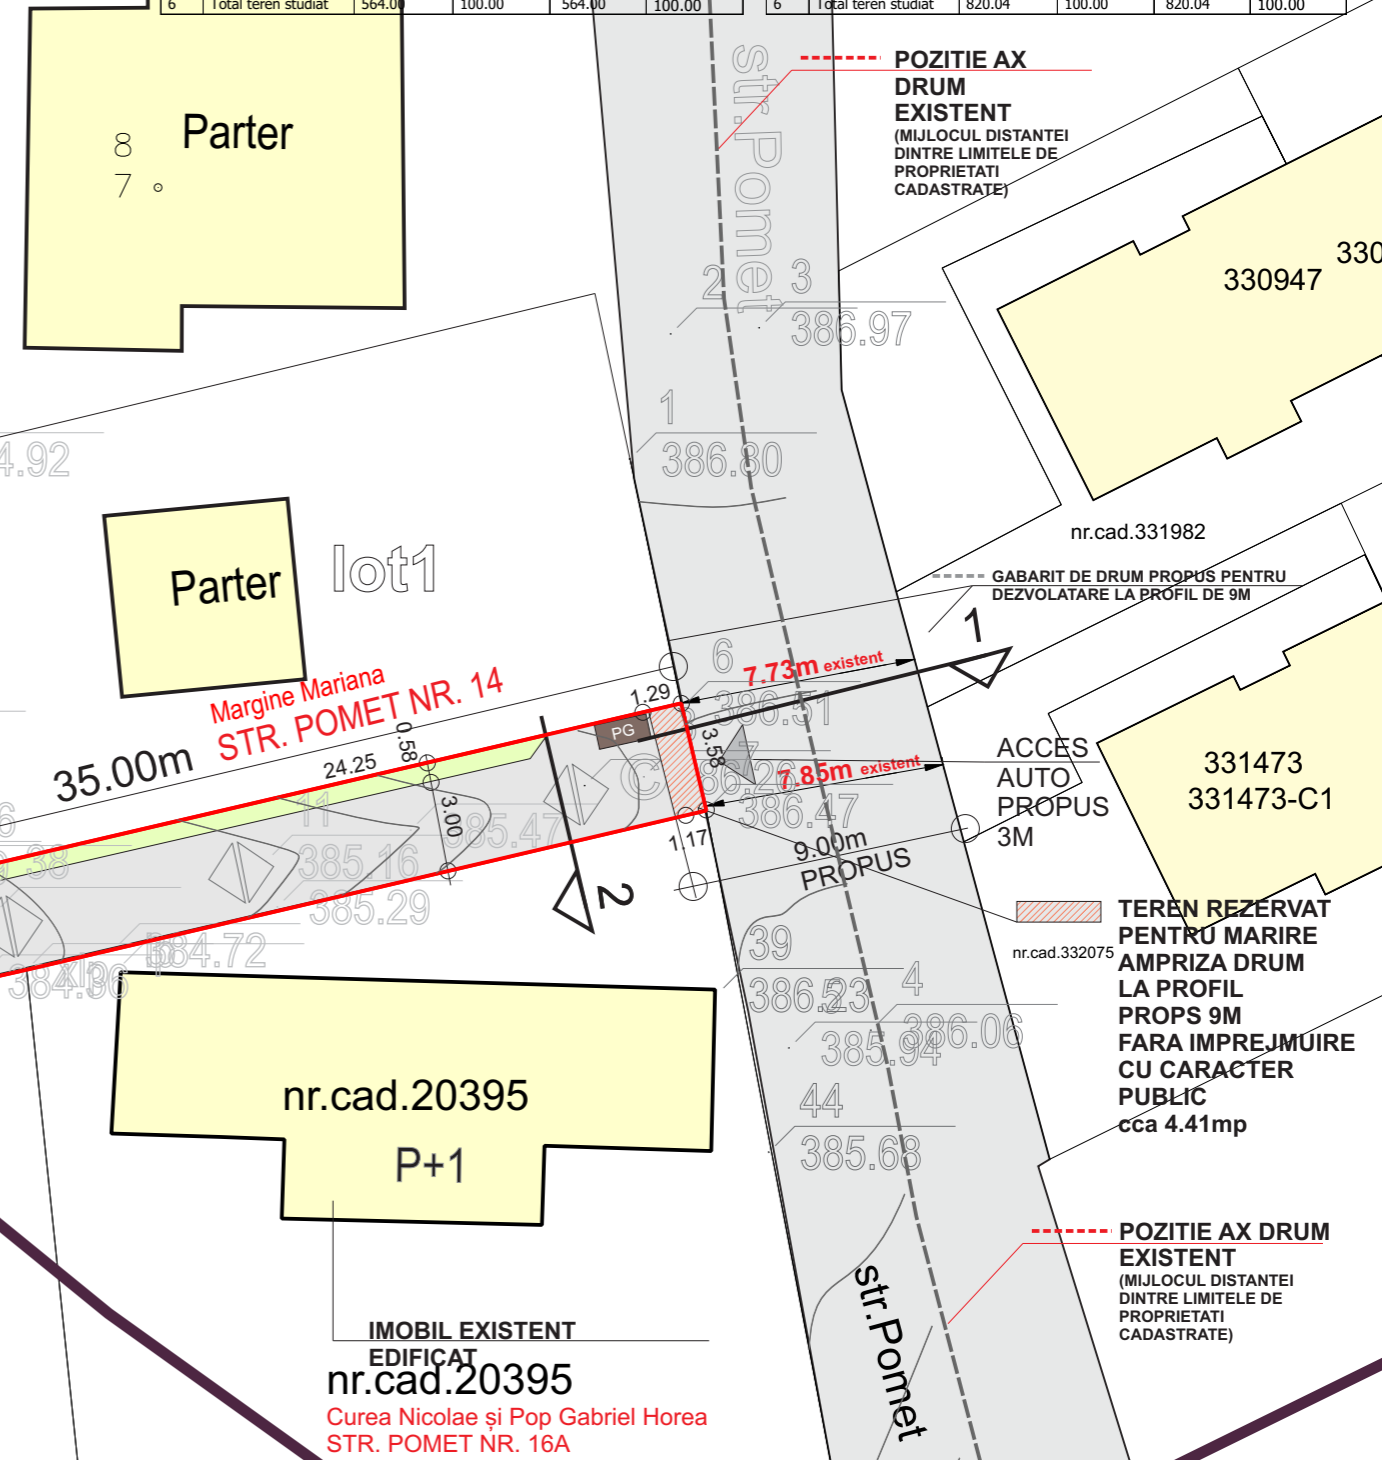 6 Total teren studiat 564.00 100.00 564.00 100.00
6 Total teren studiat 820.04 100.00 820.04 100.00
str.Pomet
POZITIE AX
DRUM
EXISTENT
(MIJLOCUL DISTANTEI
DINTRE LIMITELE DE
PROPRIETATI
CADASTRATE)
8
7
Parter
330947
330
2
3
386.97
1
386.80
4.92
nr.cad.331982
Parter
lot1
GABARIT DE DRUM PROPUS PENTRU
DEZVOLTARE LA PROFIL DE 9M
1
6
7.73m existent
386.51
Margine Mariana
STR. POMET NR. 14
1.29
PG
3.58
35.00m
24.25
0.58
3.00
7
386.26
7.85m existent
386.47
ACCES
AUTO
PROPUS
3M
331473
331473-C1
11
385.47
385.16
385.29
1.17
9.00m
PROPUS
2
38
384.72
384.36
39
386.23
4
386.06
385.94
44
385.68
nr.cad.332075
TEREN REZERVAT
PENTRU MARIRE
AMPRIZA DRUM
LA PROFIL
PROPS 9M
FARA IMPREJMUIRE
CU CARACTER
PUBLIC
cca 4.41mp
nr.cad.20395
P+1
POZITIE AX DRUM
EXISTENT
(MIJLOCUL DISTANTEI
DINTRE LIMITELE DE
PROPRIETATI
CADASTRATE)
str.Pomet
IMOBIL EXISTENT
EDIFICAT
nr.cad.20395
Curea Nicolae și Pop Gabriel Horea
STR. POMET NR. 16A